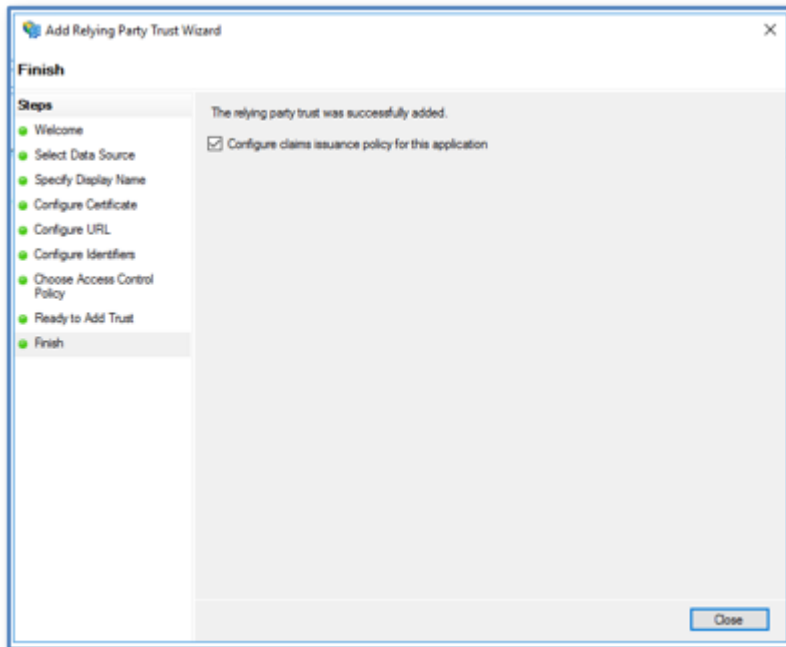 Add Relying Party Trust Wizard
Finish
Steps
Welcome
Select Data Source
Specify Display Name
Configure Certificate
Configure URL
Configure Identifiers
Choose Access Control
Policy
Ready to Add Trust
Finish
The relying party trust was successfully added.
Configure claims issuance policy for this application
Close